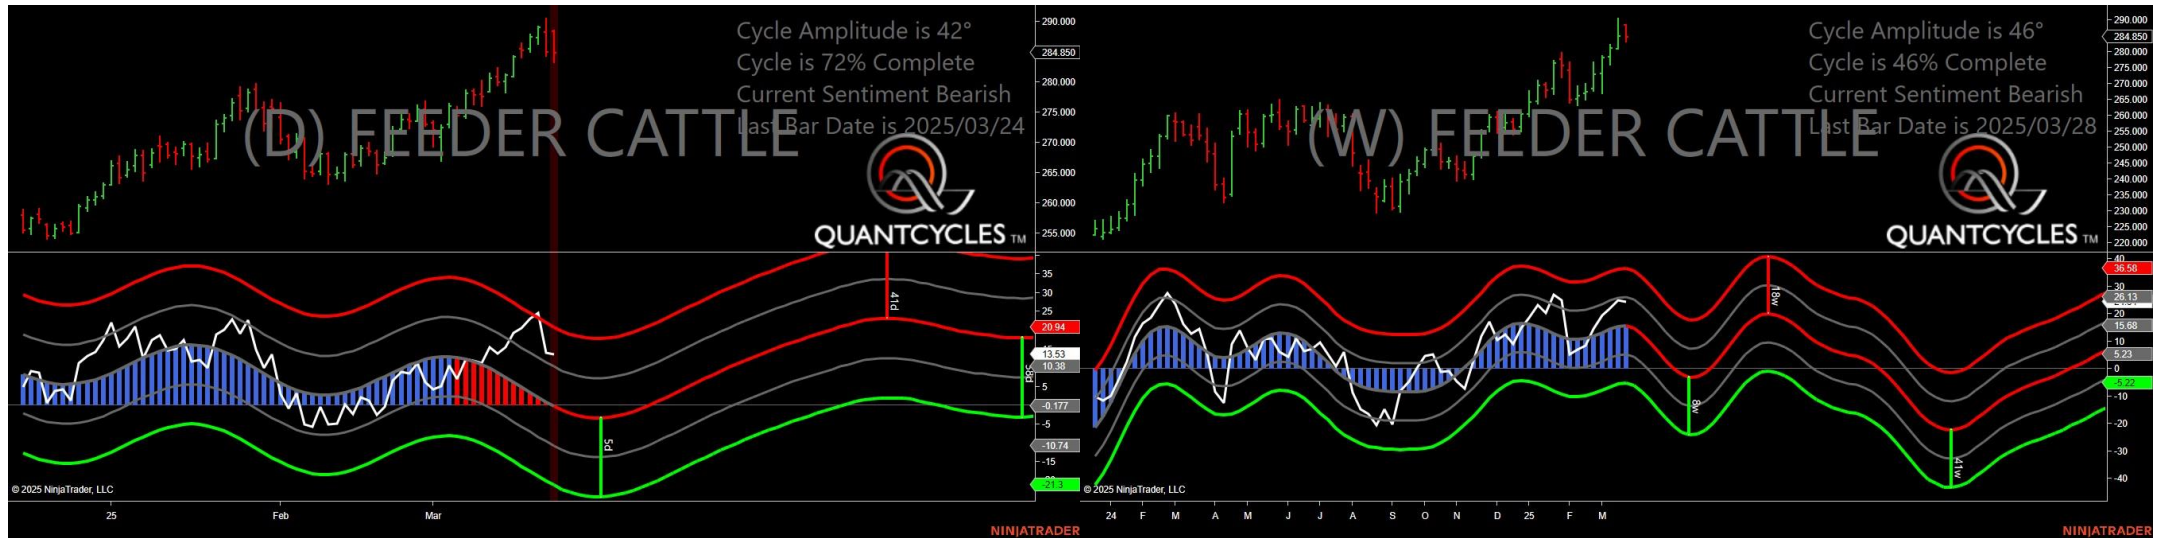 Cycle Amplitude is 42°
Cycle is 72% Complete
Current Sentiment Bearish
Last Bar Date is 2025/03/24
(D) FEEDER CATTLE
QUANTCYCLES TM
290.000
284.850
280.000
275.000
270.000
265.000
260.000
255.000
35
30
25
20.94
13.53
10.38
5
-0.177
-5
-10.74
-15
-21.3
41d
58d
5d
© 2025 NinjaTrader, LLC
25
Feb
Mar
NINJATRADER
Cycle Amplitude is 46°
Cycle is 46% Complete
Current Sentiment Bearish
Last Bar Date is 2025/03/28
(W) FEEDER CATTLE
QUANTCYCLES TM
290.000
284.850
280.000
275.000
270.000
265.000
260.000
255.000
250.000
245.000
240.000
235.000
230.000
225.000
220.000
40
36.58
30
26.13
20
15.68
10
5.23
0
-5.22
-10
-20
-30
-40
18w
8w
41w
© 2025 NinjaTrader, LLC
24 F M A M J J A S O N D 25 F M
NINJATRADER